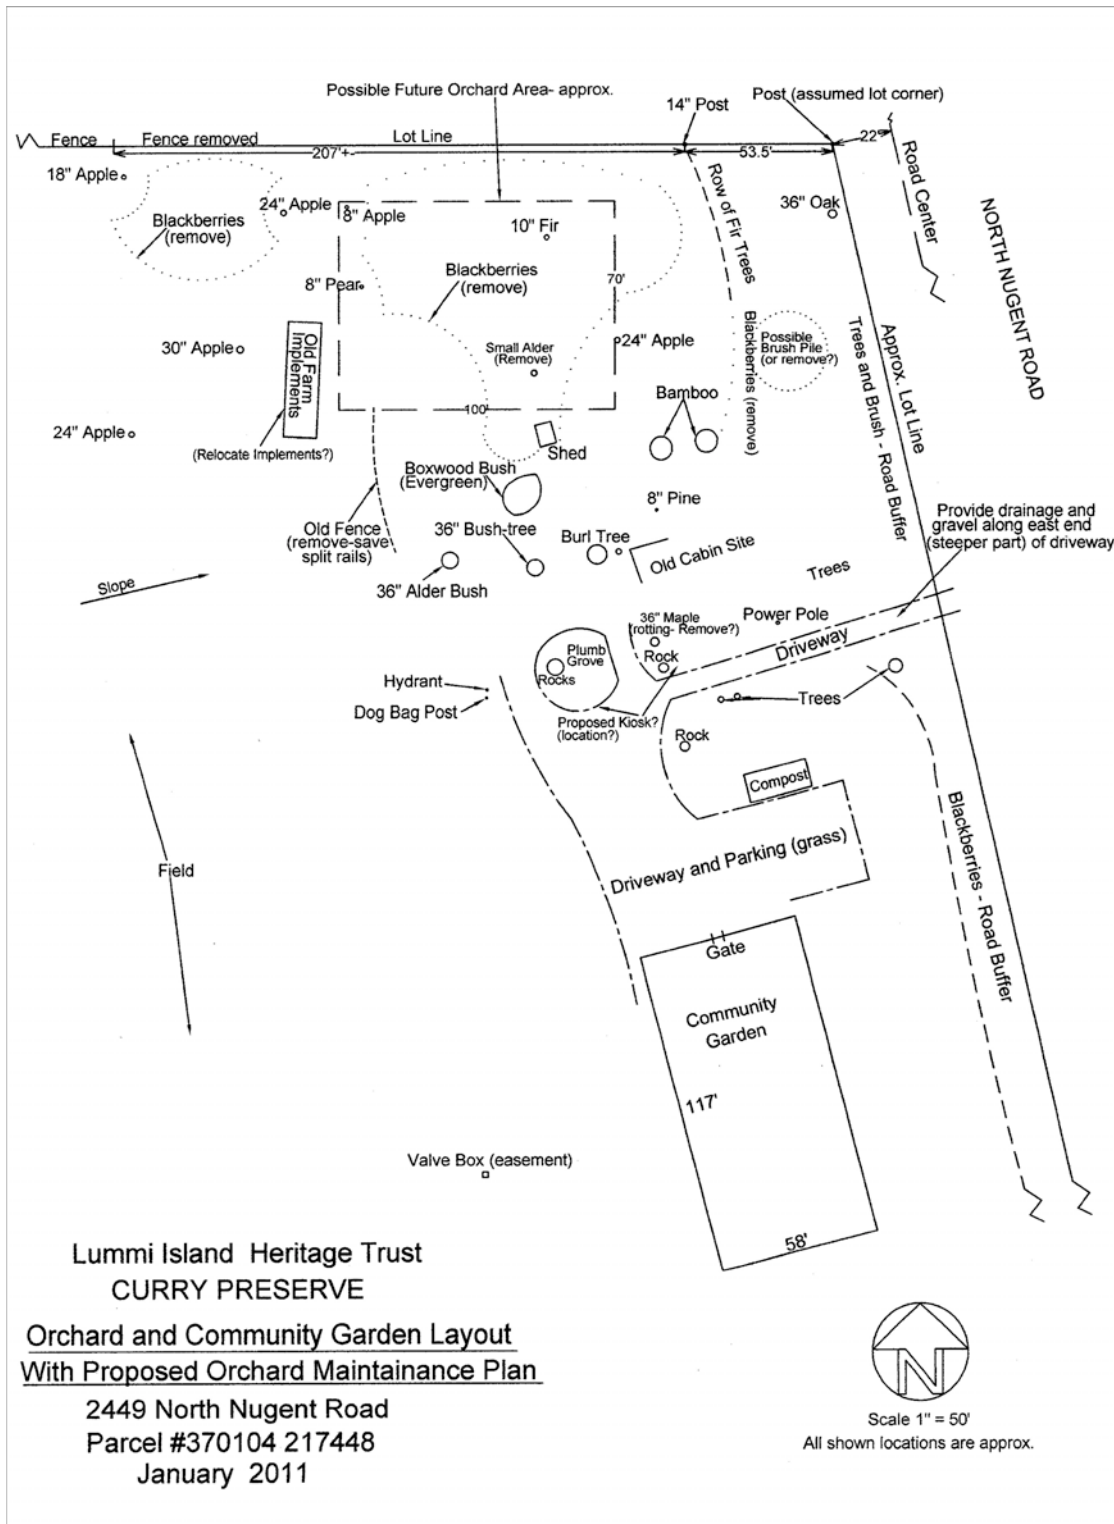 Possible Future Orchard Area- approx.
14" Post
Post (assumed lot corner)
Fence
Fence removed
Lot Line
22'
207'+-
53.5'
18" Apple
Road Center
NORTH NUGENT ROAD
24" Apple
8" Apple
36" Oak
Blackberries
(remove)
10" Fir
Row of Fir Trees
Blackberries
(remove)
70'
8" Pear
Old Farm
Implements
30" Apple
Small Alder
(Remove)
24" Apple
Blackberries (remove)
Possible
Brush Pile
(or remove?)
Trees and Brush - Road Buffer
Approx. Lot Line
Bamboo
100'
24" Apple
(Relocate Implements?)
Shed
Boxwood Bush
(Evergreen)
8" Pine
Provide drainage and
gravel along east end
(steeper part) of driveway
Old Fence
(remove-save
split rails)
36" Bush-tree
Burl Tree
Old Cabin Site
Slope
36" Alder Bush
Trees
36" Maple
(rotting- Remove?)
Power Pole
Driveway
Plumb
Grove
Rocks
Rock
Hydrant
Dog Bag Post
Trees
Proposed Kiosk?
(location?)
Rock
Compost
Blackberries - Road Buffer
Field
Driveway and Parking (grass)
Gate
Community
Garden
117'
Valve Box (easement)
58'
Lummi Island Heritage Trust
CURRY PRESERVE
Orchard and Community Garden Layout
With Proposed Orchard Maintainance Plan
2449 North Nugent Road
Parcel #370104 217448
January 2011
N
Scale 1" = 50'
All shown locations are approx.